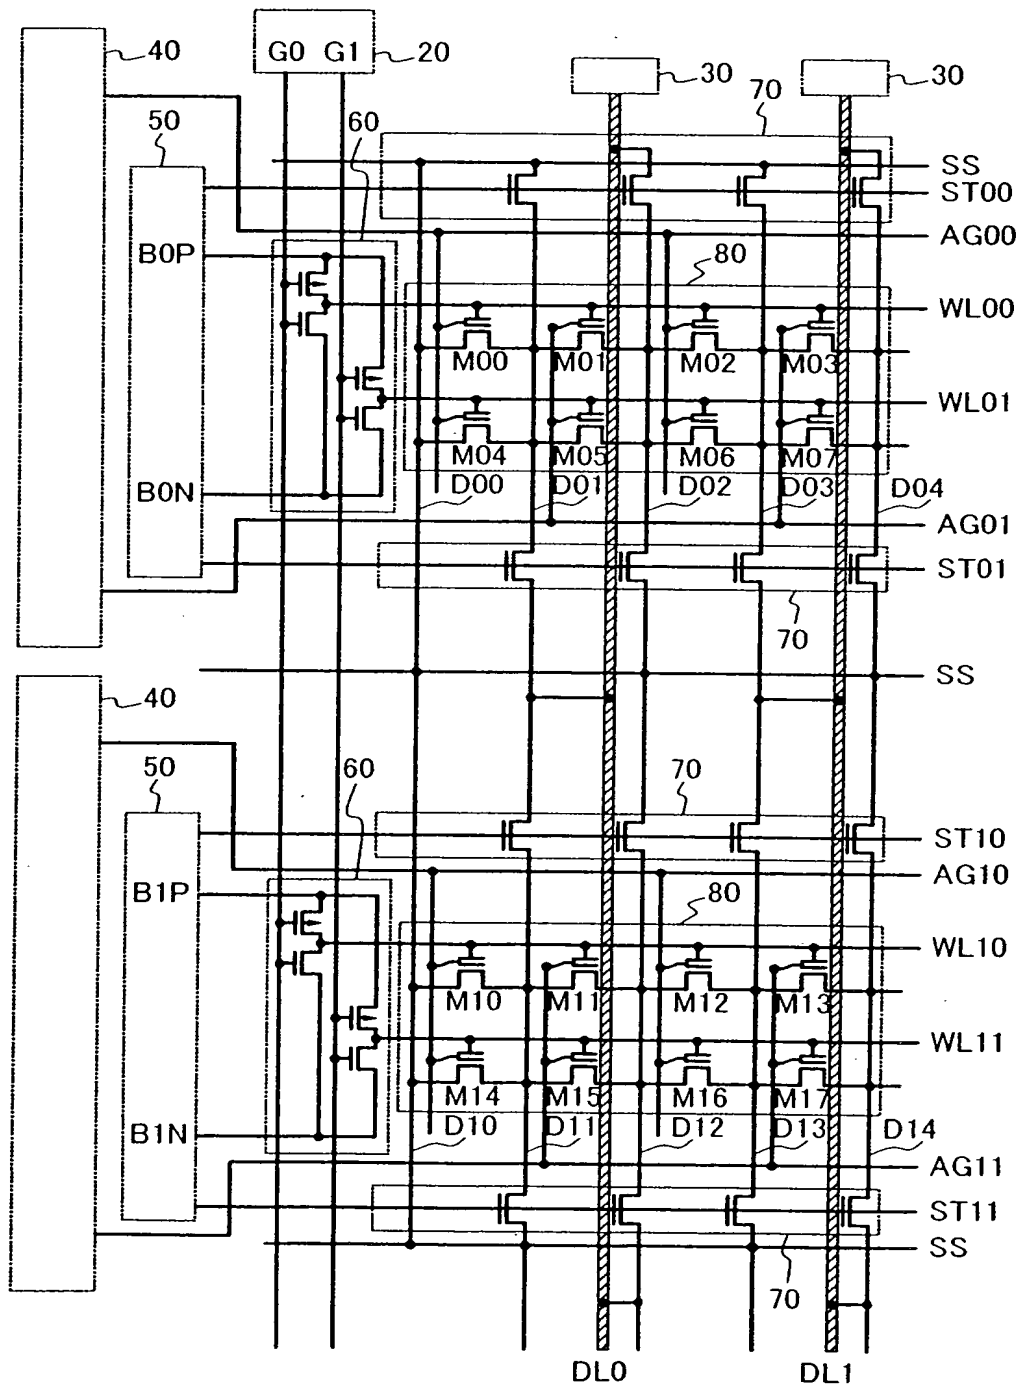 40
G0 G1
20
30
30
50
60
70
SS
ST00
AG00
B0P
80
WL00
M00 M01 M02 M03
WL01
M04 M05 M06 M07
B0N
D00 D01 D02 D03 D04
AG01
ST01
70
SS
40
50
60
70
ST10
AG10
B1P
80
WL10
M10 M11 M12 M13
WL11
M14 M15 M16 M17
B1N
D10 D11 D12 D13 D14
AG11
ST11
SS
70
DL0 DL1